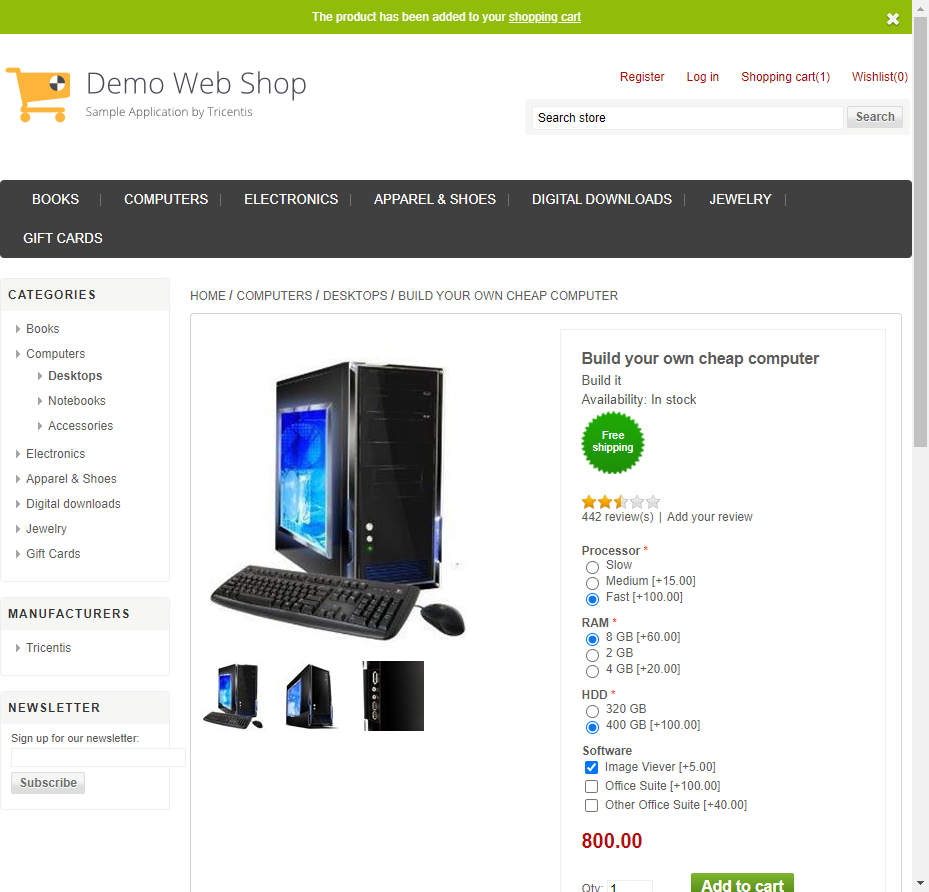 The product has been added to your shopping cart
Demo Web Shop
Sample Application by Tricentis
Register Log in Shopping cart(1) Wishlist(0)
Search store Search
BOOKS COMPUTERS ELECTRONICS APPAREL & SHOES DIGITAL DOWNLOADS JEWELRY
GIFT CARDS
CATEGORIES
Books
Computers
Desktops
Notebooks
Accessories
Electronics
Apparel & Shoes
Digital downloads
Jewelry
Gift Cards
MANUFACTURERS
Tricentis
NEWSLETTER
Sign up for our newsletter:
Subscribe
HOME / COMPUTERS / DESKTOPS / BUILD YOUR OWN CHEAP COMPUTER
Build your own cheap computer
Build it
Availability: In stock
Free
shipping
442 review(s) | Add your review
Processor *
Slow
Medium [+15.00]
Fast [+100.00]
RAM *
8 GB [+60.00]
2 GB
4 GB [+20.00]
HDD *
320 GB
400 GB [+100.00]
Software
Image Viever [+5.00]
Office Suite [+100.00]
Other Office Suite [+40.00]
800.00
Qty: 1 Add to cart